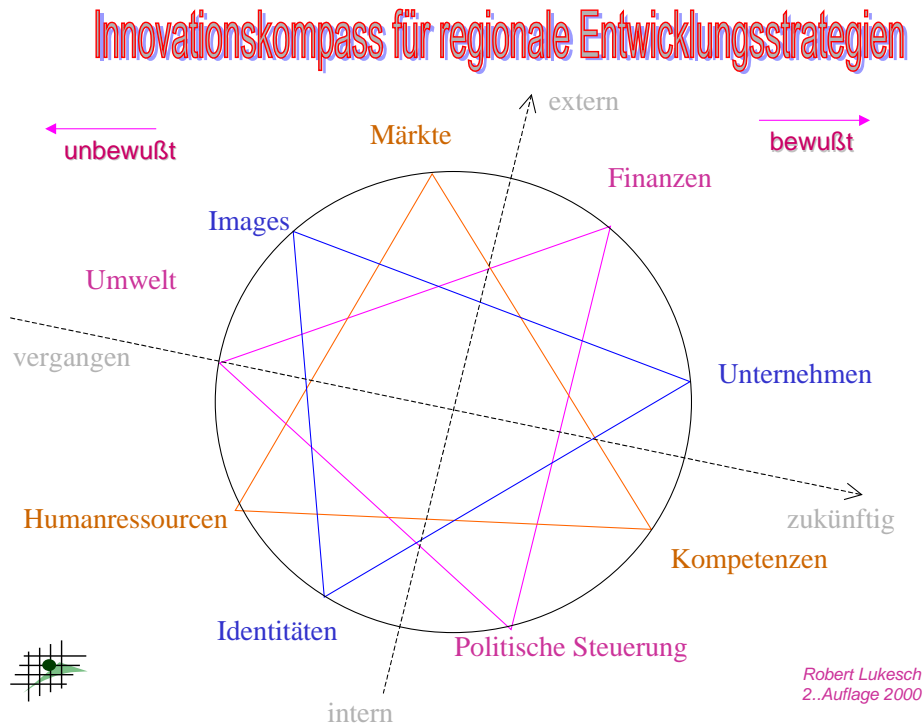 Innovationskompass für regionale Entwicklungsstrategien
extern
unbewußt
Märkte
bewußt
Finanzen
Images
Umwelt
vergangen
Unternehmen
Humanressourcen
zukünftig
Kompetenzen
Identitäten
Politische Steuerung
Robert Lukesch
2..Auflage 2000
intern